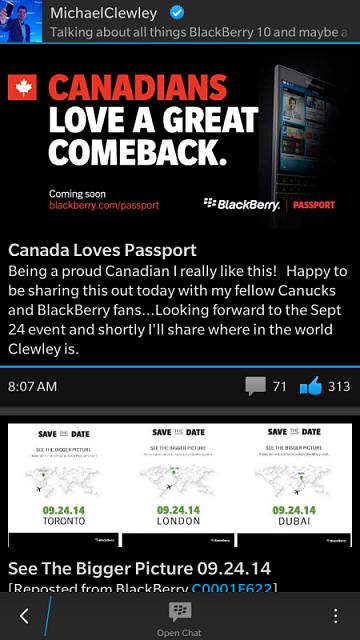 MichaelClewley
Talking about all things BlackBerry 10 and maybe a
CANADIANS
LOVE A GREAT
COMEBACK.
Coming soon
blackberry.com/passport
BlackBerry. | PASSPORT
Canada Loves Passport
Being a proud Canadian I really like this! Happy to
be sharing this out today with my fellow Canucks
and BlackBerry fans...Looking forward to the Sept
24 event and shortly I'll share where in the world
Clewley is.
8:07 AM
71
313
SAVE THE DATE
SEE THE BIGGER PICTURE
09.24.14
TORONTO
BlackBerry
SAVE THE DATE
SEE THE BIGGER PICTURE
09.24.14
LONDON
BlackBerry
SAVE THE DATE
SEE THE BIGGER PICTURE
09.24.14
DUBAI
BlackBerry
See The Bigger Picture 09.24.14
[Reposted from BlackBerry C0001F622]
Open Chat